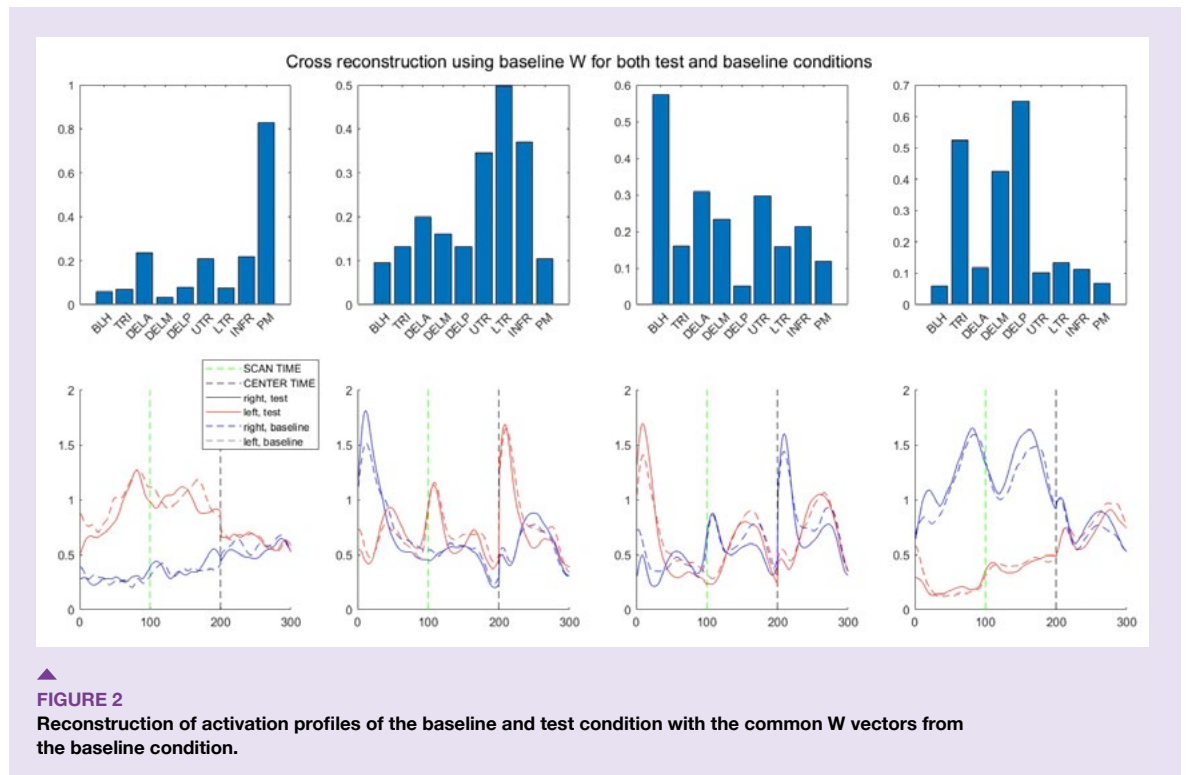 Cross reconstruction using baseline W for both test and baseline conditions
1
0.8
0.6
0.4
0.2
0
BLH TRI DELA DELM DELP UTR LTR INFR PM
0.5
0.4
0.3
0.2
0.1
0
BLH TRI DELA DELM DELP UTR LTR INFR PM
0.6
0.5
0.4
0.3
0.2
0.1
0
BLH TRI DELA DELM DELP UTR LTR INFR PM
0.7
0.6
0.5
0.4
0.3
0.2
0.1
0
BLH TRI DELA DELM DELP UTR LTR INFR PM
SCAN TIME
CENTER TIME
right, test
left, test
right, baseline
left, baseline
2
1.5
1
0.5
0
0 100 200 300
2
1.5
1
0.5
0
0 100 200 300
2
1.5
1
0.5
0
0 100 200 300
2
1.5
1
0.5
0
0 100 200 300
FIGURE 2
Reconstruction of activation profiles of the baseline and test condition with the common W vectors from
the baseline condition.